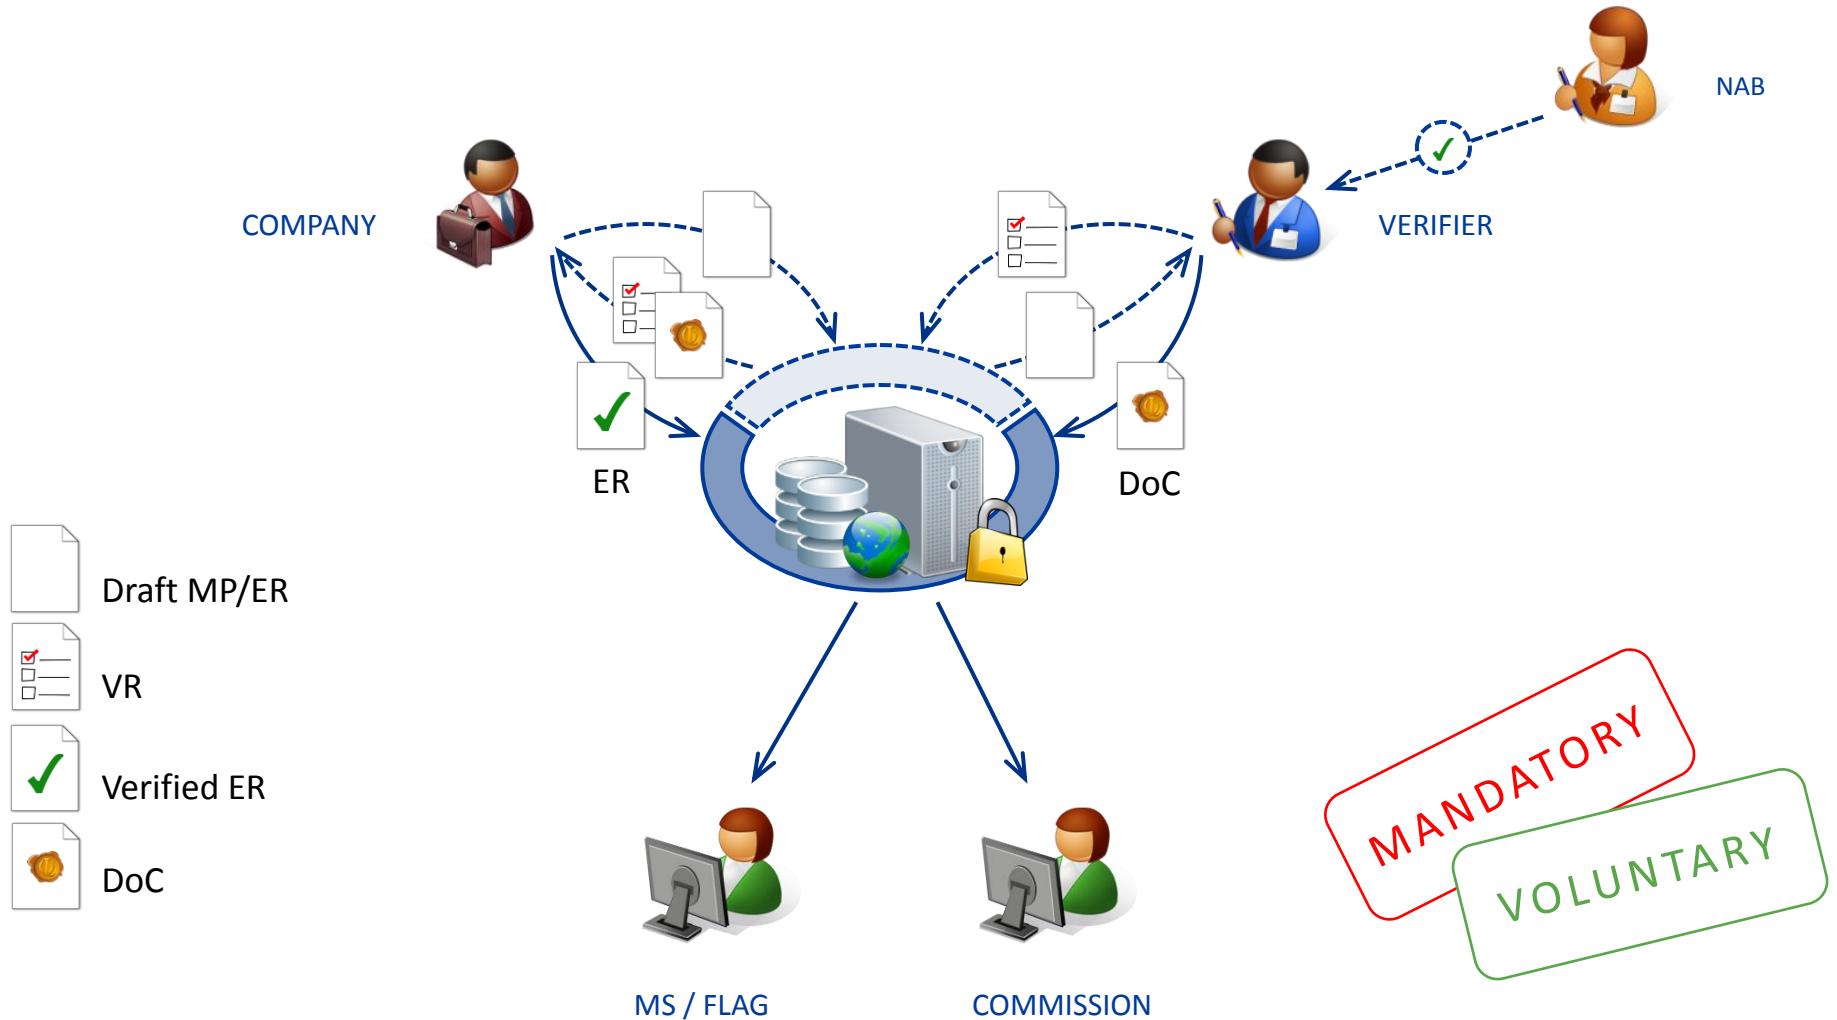 NAB
COMPANY
VERIFIER
ER
DoC
Draft MP/ER
VR
Verified ER
DoC
MANDATORY
VOLUNTARY
MS / FLAG
COMMISSION